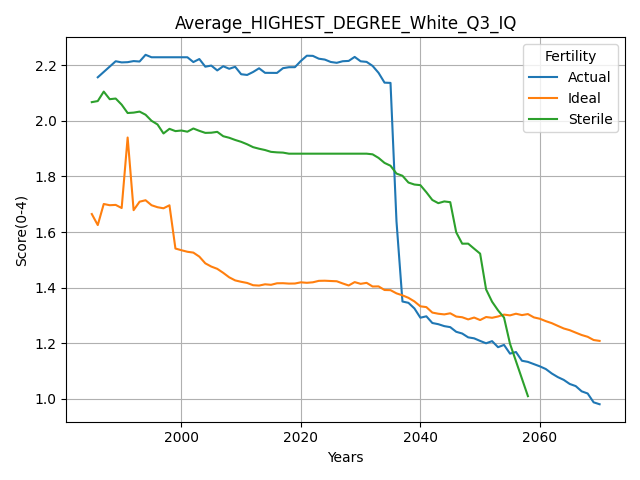 Average_HIGHEST_DEGREE_White_Q3_IQ
Score(0-4)
2.2
2.0
1.8
1.6
1.4
1.2
1.0
Fertility
Actual
Ideal
Sterile
2000
2020
2040
2060
Years